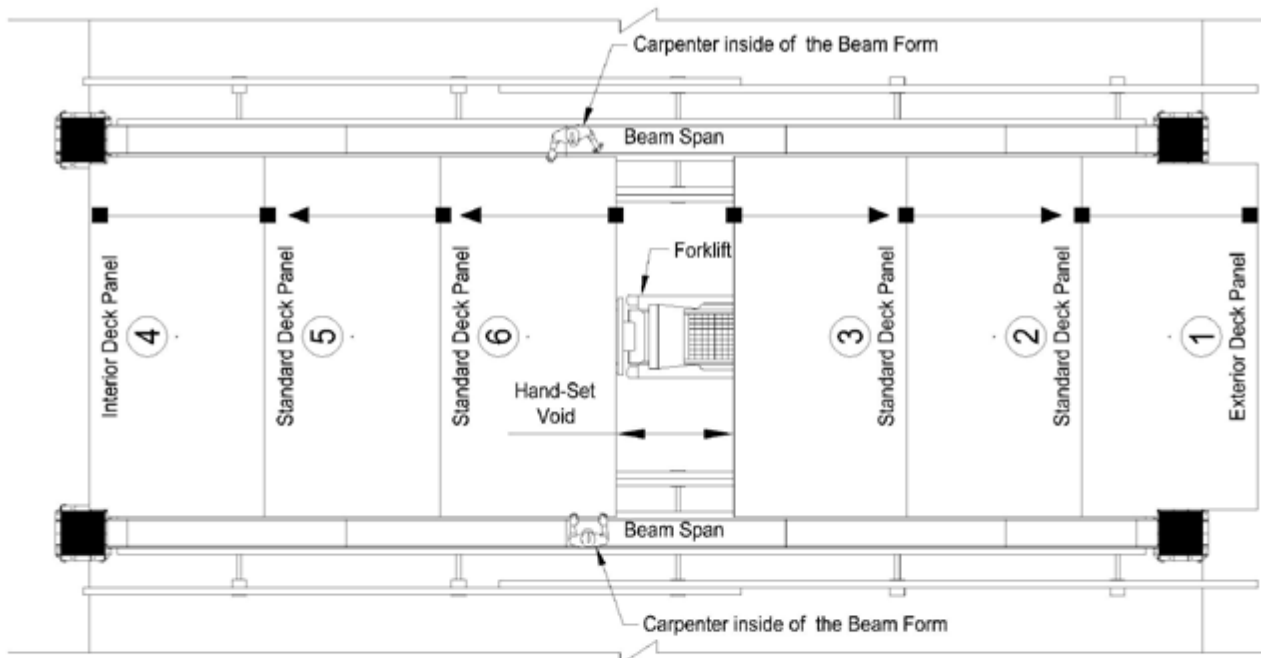 Carpenter inside of the Beam Form
Beam Span
Forklift
Interior Deck Panel
4
Standard Deck Panel
5
Standard Deck Panel
6
Hand-Set
Void
3
Standard Deck Panel
2
Standard Deck Panel
1
Exterior Deck Panel
Beam Span
Carpenter inside of the Beam Form